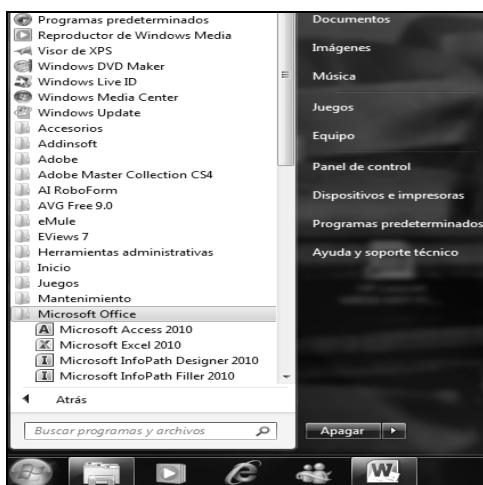 Programas predeterminados
Reproductor de Windows Media
Visor de XPS
Windows DVD Maker
Windows Live ID
Windows Media Center
Windows Update
Accesorios
Addinsoft
Adobe
Adobe Master Collection CS4
AI RoboForm
AVG Free 9.0
eMule
EViews 7
Herramientas administrativas
Inicio
Juegos
Mantenimiento
Microsoft Office
Microsoft Access 2010
Microsoft Excel 2010
Microsoft InfoPath Designer 2010
Microsoft InfoPath Filler 2010
Atrás
Buscar programas y archivos
Documentos
Imágenes
Música
Juegos
Equipo
Panel de control
Dispositivos e impresoras
Programas predeterminados
Ayuda y soporte técnico
Apagar